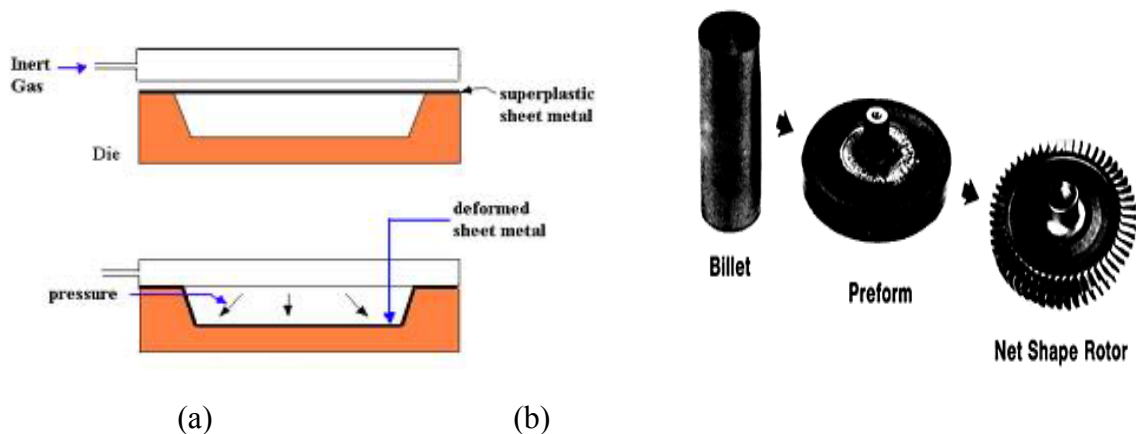 Inert
Gas
superplastic
sheet metal
Die
deformed
sheet metal
pressure
Billet
Preform
Net Shape Rotor
(a)
(b)